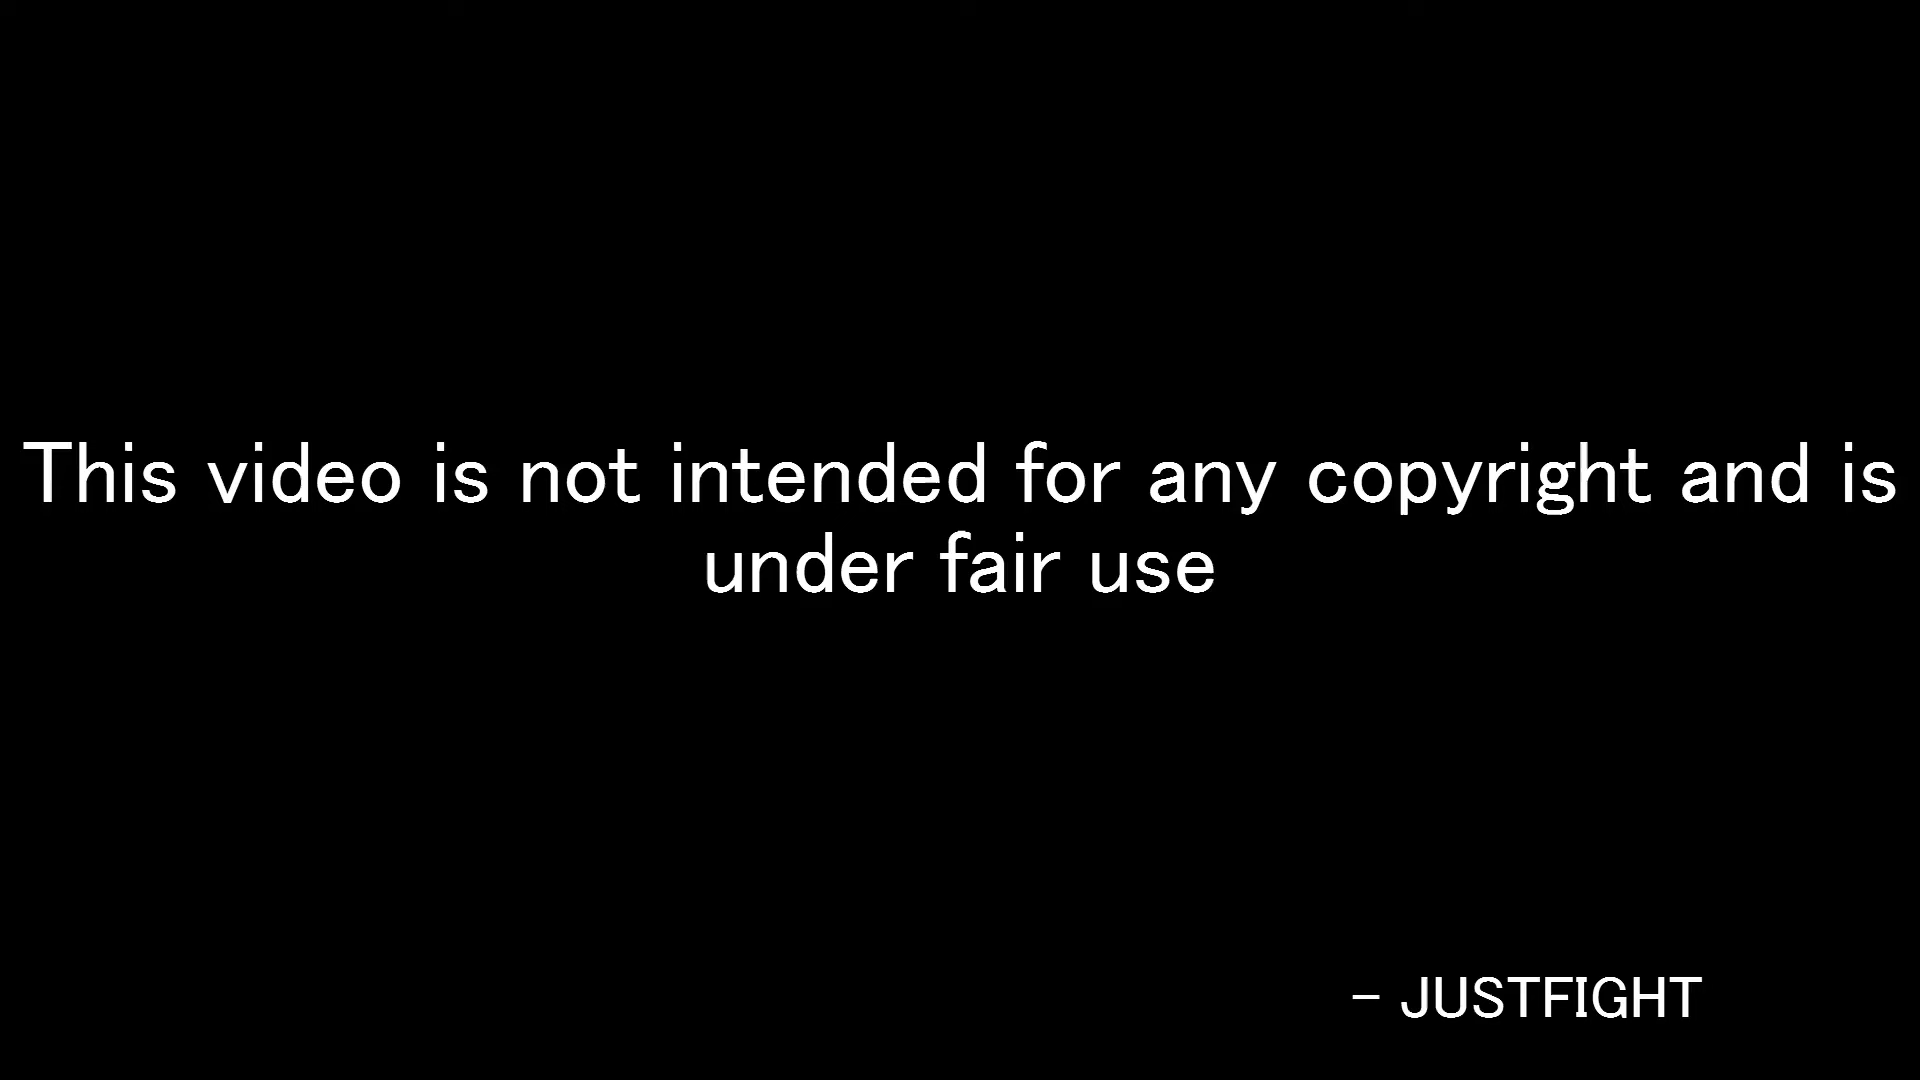 This video is not intended for any copyright and is
under fair use
- JUSTFIGHT